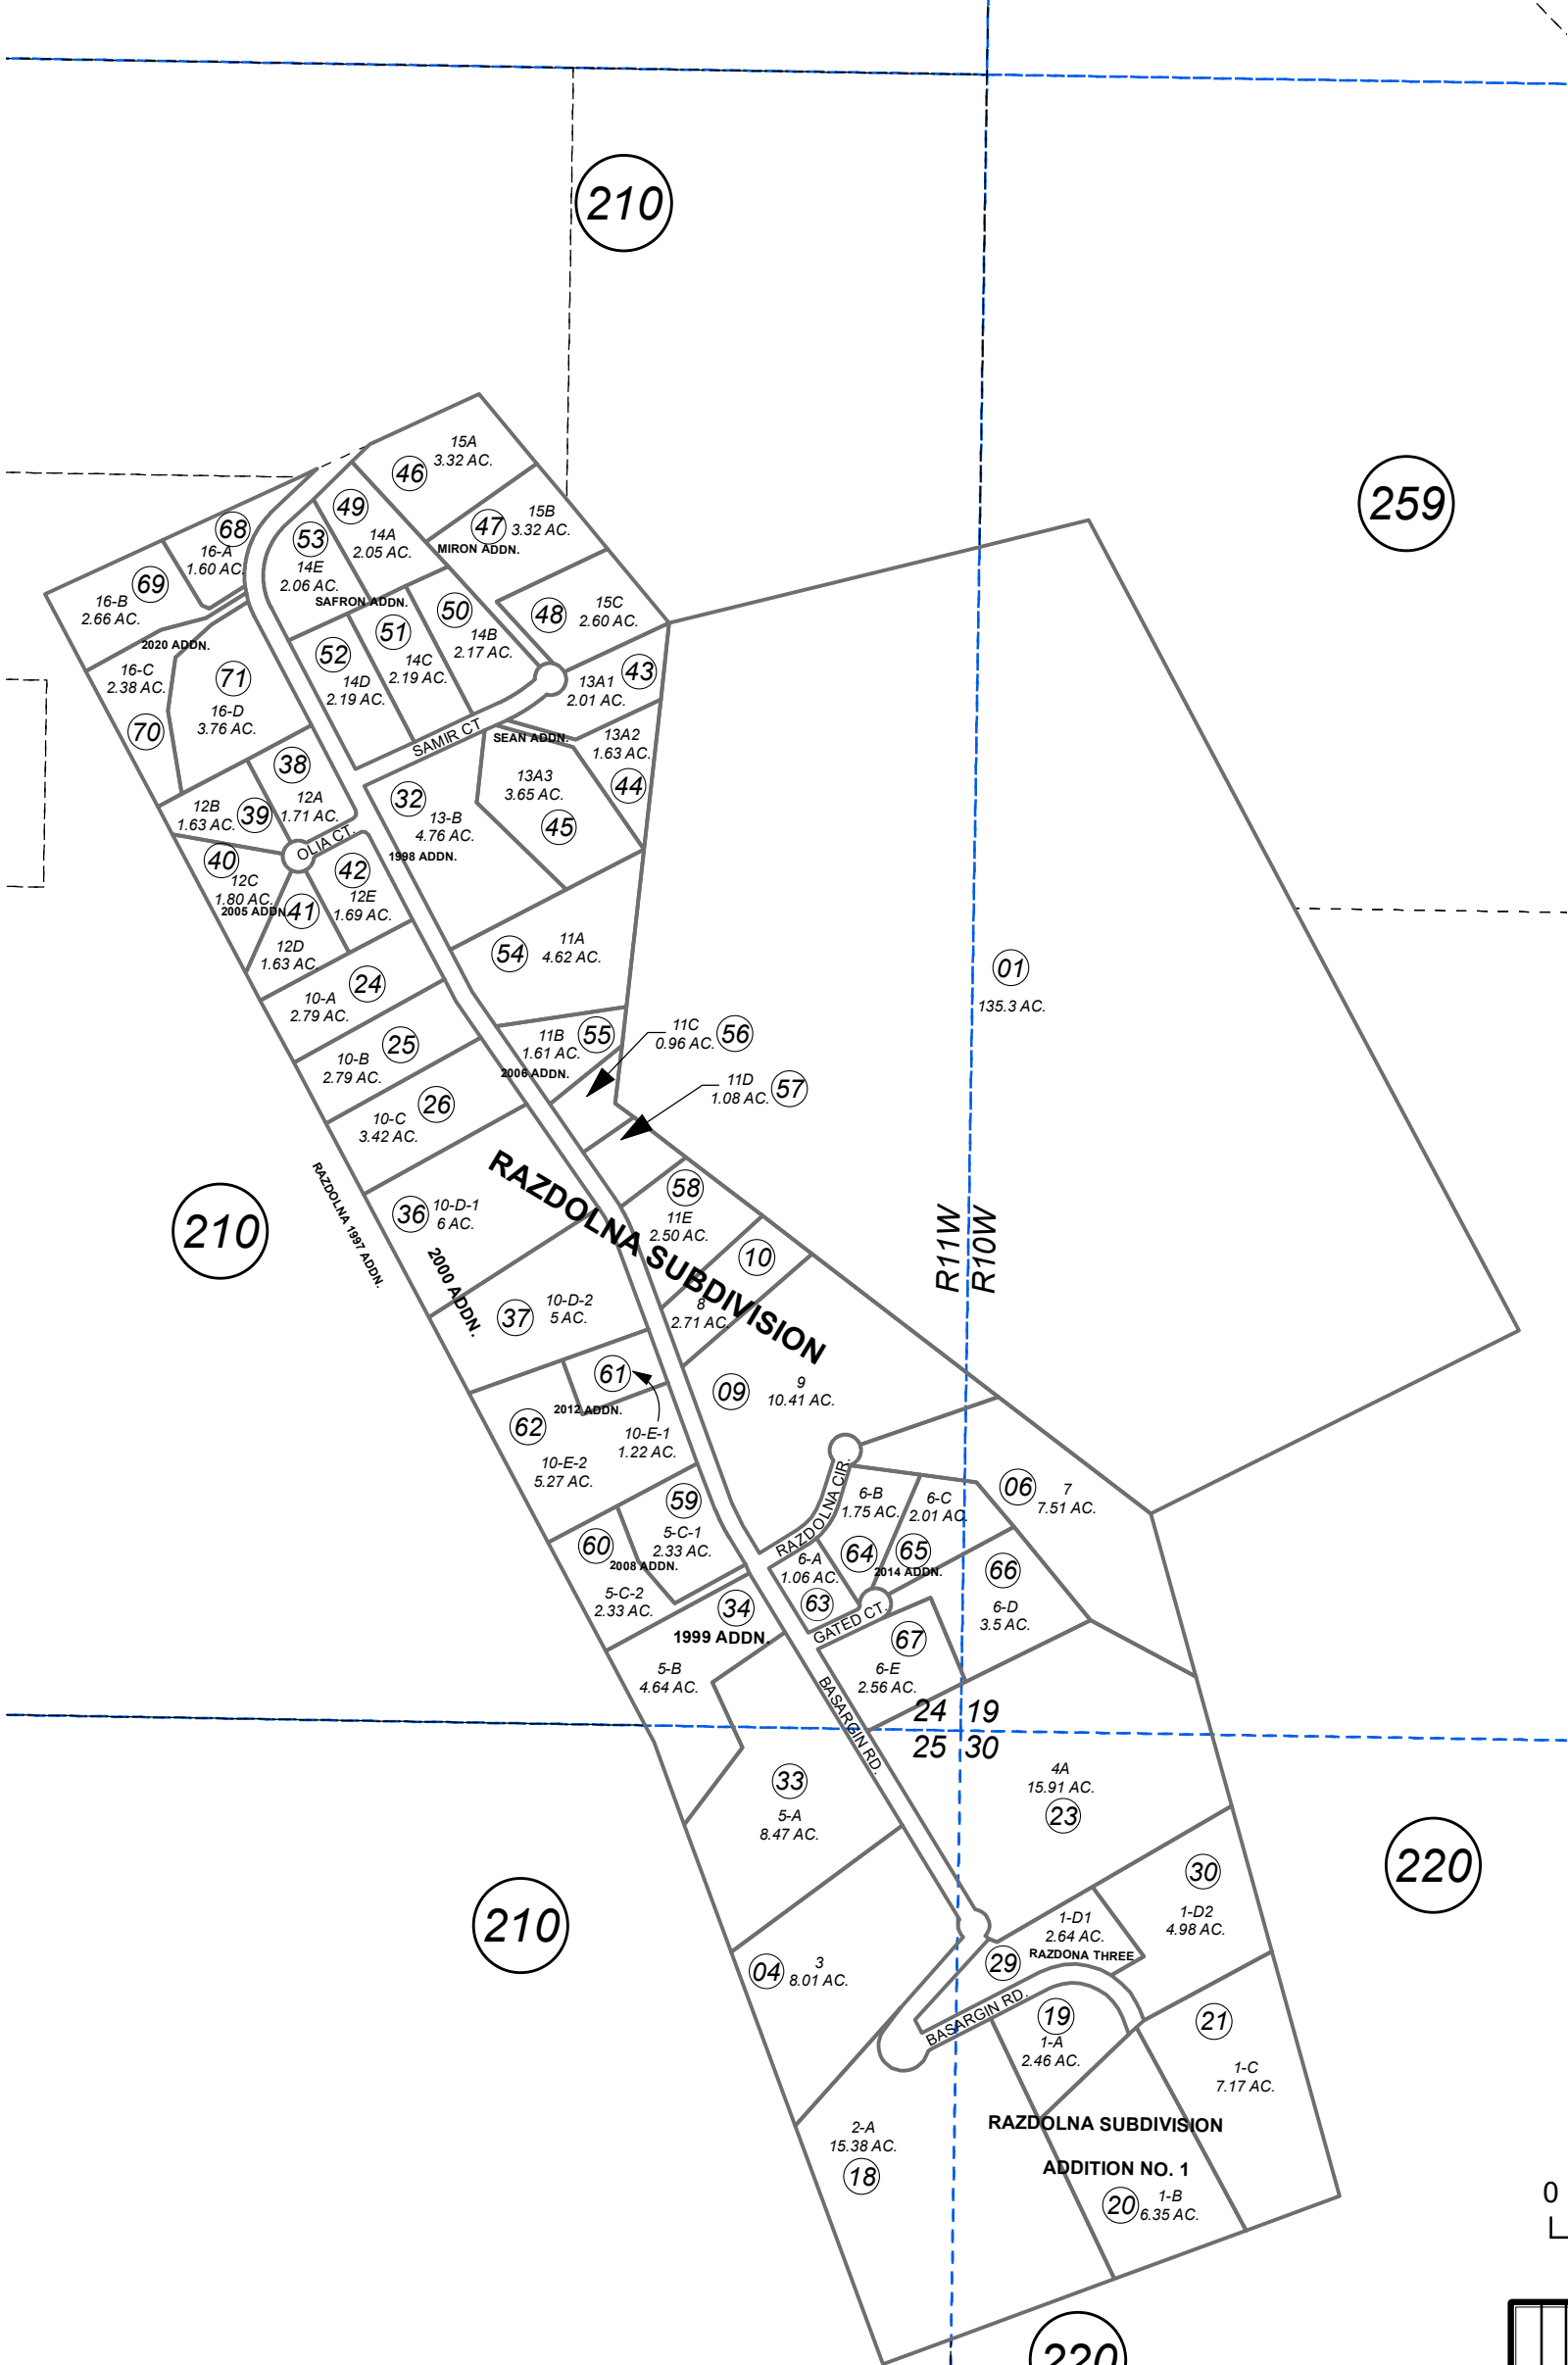 210
259
15A
3.32 AC.
46
49
15B
3.32 AC.
47
68
53
14A
2.05 AC.
MIRON ADDN.
16-A
1.60 AC.
14E
2.06 AC.
69
16-B
2.66 AC.
SAFRON ADDN.
50
48
15C
2.60 AC.
51
14B
2.17 AC.
2020 ADDN.
52
14C
2.19 AC.
43
16-C
2.38 AC.
71
14D
2.19 AC.
13A1
2.01 AC.
16-D
3.76 AC.
70
SAMIR CT
SEAN ADDN.
13A2
1.63 AC.
44
38
13A3
3.65 AC.
32
12A
1.71 AC.
12B
1.63 AC.
39
13-B
4.76 AC.
45
OLIA CT.
1998 ADDN.
40
42
12C
1.80 AC.
12E
1.69 AC.
2005 ADDN.
41
12D
1.63 AC.
54
11A
4.62 AC.
01
135.3 AC.
24
10-A
2.79 AC.
11C
0.96 AC.
56
11B
1.61 AC.
55
25
10-B
2.79 AC.
2006 ADDN.
11D
1.08 AC.
57
26
10-C
3.42 AC.
RAZDOLNA SUBDIVISION
RAZDOLNA 1997 ADDN.
58
11E
2.50 AC.
210
36
10-D-1
6 AC.
R11W
R10W
10
2000 ADDN.
8
2.71 AC.
37
10-D-2
5 AC.
61
09
9
10.41 AC.
2012 ADDN.
62
10-E-1
1.22 AC.
10-E-2
5.27 AC.
RAZDOLNA CIR.
06
7
7.51 AC.
6-B
1.75 AC.
6-C
2.01 AC.
59
5-C-1
2.33 AC.
60
2008 ADDN.
64
65
6-A
1.06 AC.
2014 ADDN.
66
5-C-2
2.33 AC.
63
34
1999 ADDN.
GATED CT.
6-D
3.5 AC.
67
5-B
4.64 AC.
6-E
2.56 AC.
BASARGIN RD.
24 19
25 30
33
5-A
8.47 AC.
4A
15.91 AC.
23
220
30
1-D2
4.98 AC.
210
1-D1
2.64 AC.
RAZDONA THREE
29
04
3
8.01 AC.
BASARGIN RD.
19
1-A
2.46 AC.
21
1-C
7.17 AC.
2-A
15.38 AC.
18
RAZDOLNA SUBDIVISION
ADDITION NO. 1
20
1-B
6.35 AC.
0
220